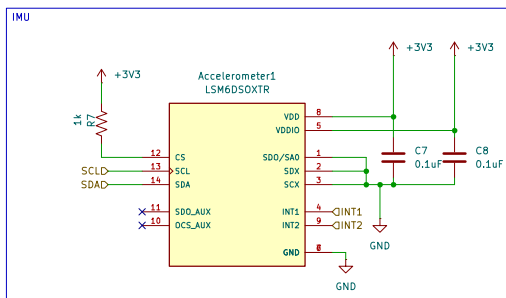 IMU
+3V3
+3V3
+3V3
Accelerometer1
LSM6DSOXTR
1k
R7
VDD 8
VDDIO 5
C7
0.1uF
C8
0.1uF
12 CS
SDO/SA0 1
SCL 13 SCL
SDX 2
SDA 14 SDA
SCX 3
11 SDO_AUX
INT1 4 INT1
10 OCS_AUX
INT2 9 INT2
GND
GND
GND